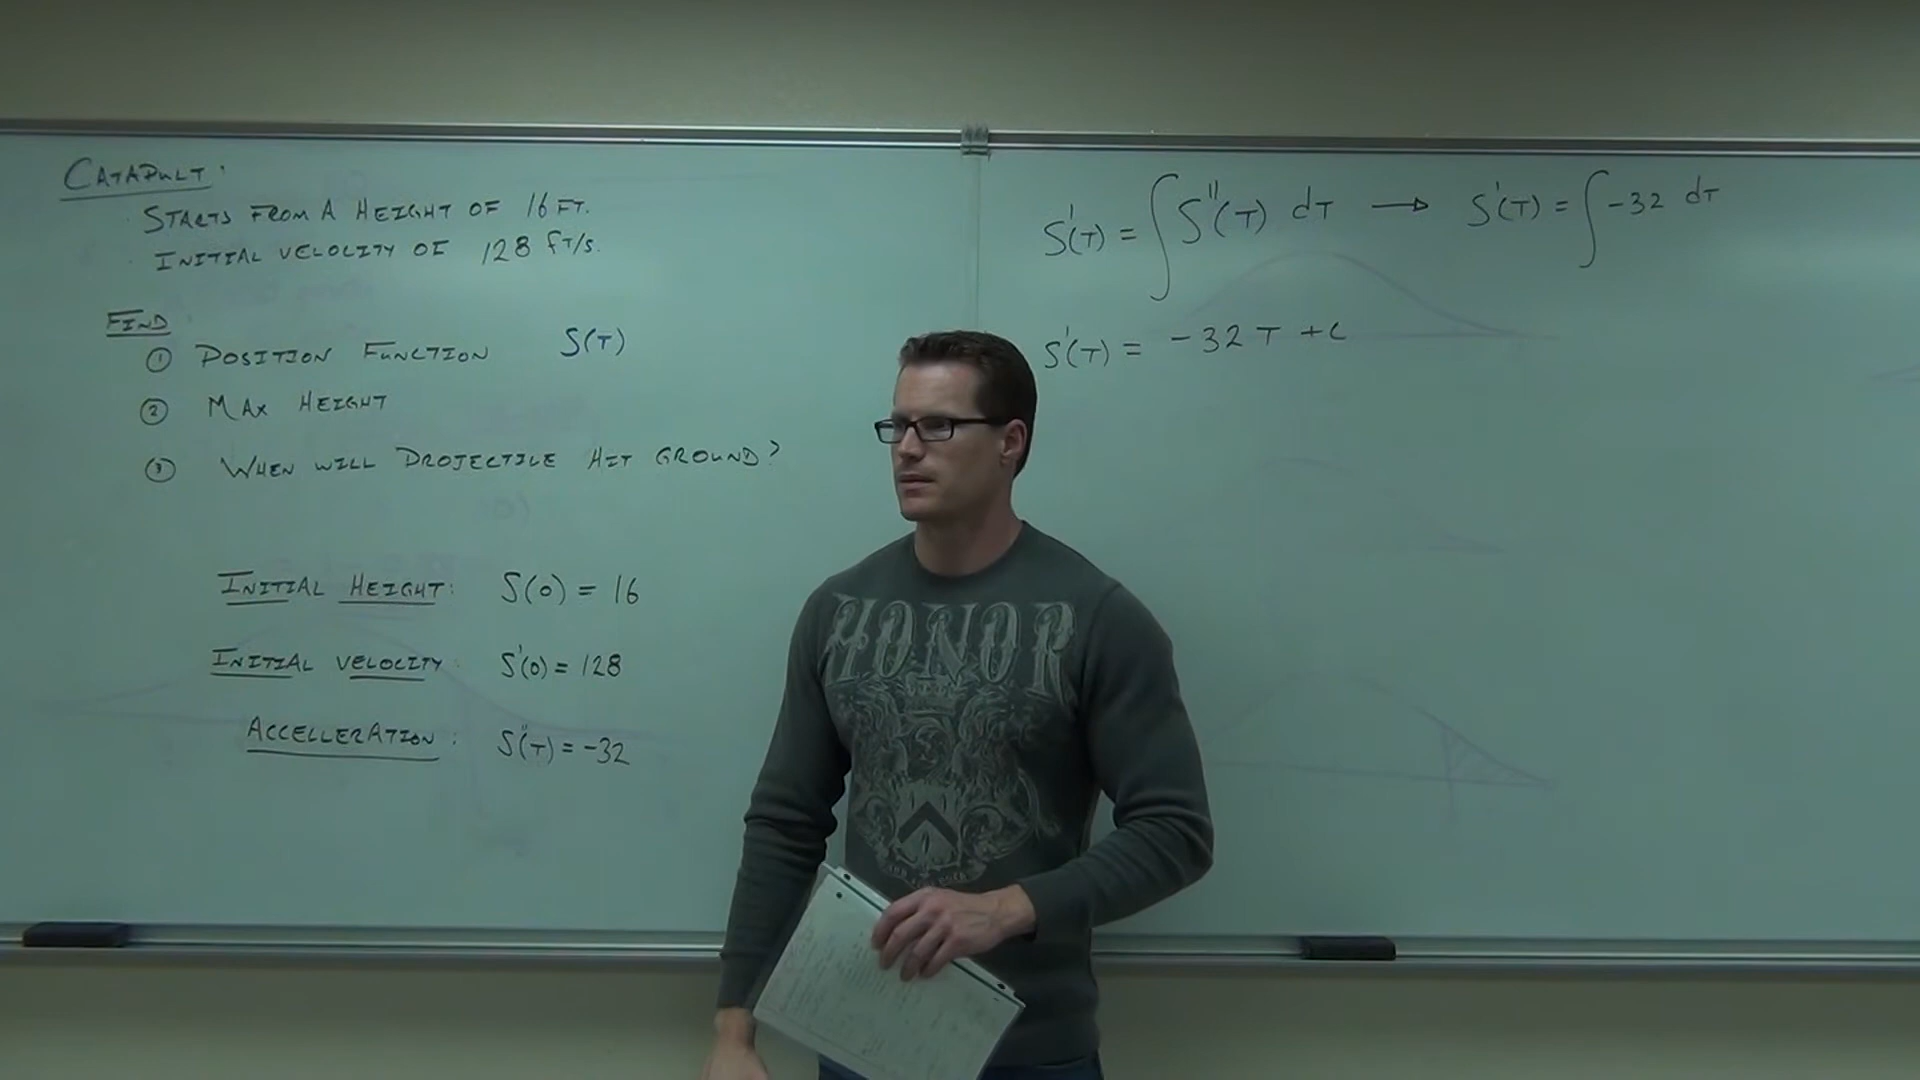 CATAPULT:
· STARTS FROM A HEIGHT OF 16 FT.
· INITIAL VELOCITY OF 128 FT/S.
FIND
① POSITION FUNCTION S(T)
② MAX HEIGHT
③ WHEN WILL PROJECTILE HIT GROUND?
INITIAL HEIGHT: S(0) = 16
INITIAL VELOCITY: S'(0) = 128
ACCELLERATION: S"(T) = -32
S'(T) = ∫ S"(T) dT → S'(T) = ∫ -32 dT
S'(T) = -32T + C
HONOR